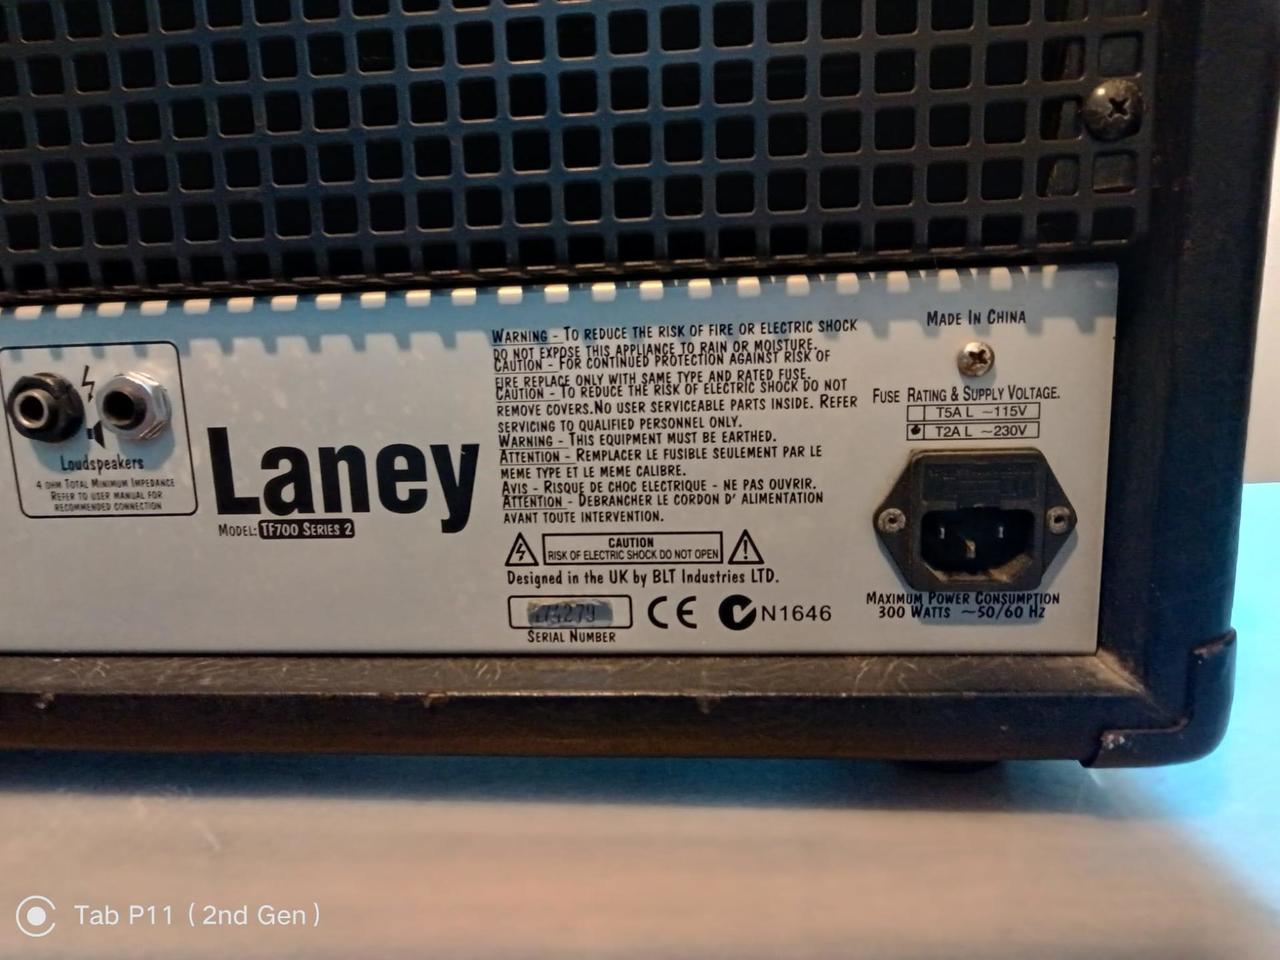 WARNING - TO REDUCE THE RISK OF FIRE OR ELECTRIC SHOCK
DO NOT EXPOSE THIS APPLIANCE TO RAIN OR MOISTURE.
CAUTION - FOR CONTINUED PROTECTION AGAINST RISK OF
FIRE REPLACE ONLY WITH SAME TYPE AND RATED FUSE.
CAUTION - TO REDUCE THE RISK OF ELECTRIC SHOCK DO NOT
REMOVE COVERS.NO USER SERVICEABLE PARTS INSIDE. REFER
SERVICING TO QUALIFIED PERSONNEL ONLY.
WARNING - THIS EQUIPMENT MUST BE EARTHED.
ATTENTION - REMPLACER LE FUSIBLE SEULEMENT PAR LE
MEME TYPE ET LE MEME CALIBRE.
AVIS - RISQUE DE CHOC ELECTRIQUE - NE PAS OUVRIR.
ATTENTION - DEBRANCHER LE CORDON D' ALIMENTATION
AVANT TOUTE INTERVENTION.
CAUTION
RISK OF ELECTRIC SHOCK DO NOT OPEN
Designed in the UK by BLT Industries LTD.
SERIAL NUMBER
CE N1646
Loudspeakers
4 OHM TOTAL MINIMUM IMPEDANCE
REFER TO USER MANUAL FOR
RECOMMENDED CONNECTION
Laney
MODEL: TF700 SERIES 2
MADE IN CHINA
FUSE RATING & SUPPLY VOLTAGE.
T5A L ~115V
T2A L ~230V
MAXIMUM POWER CONSUMPTION
300 WATTS ~50/60 HZ
Tab P11 (2nd Gen)